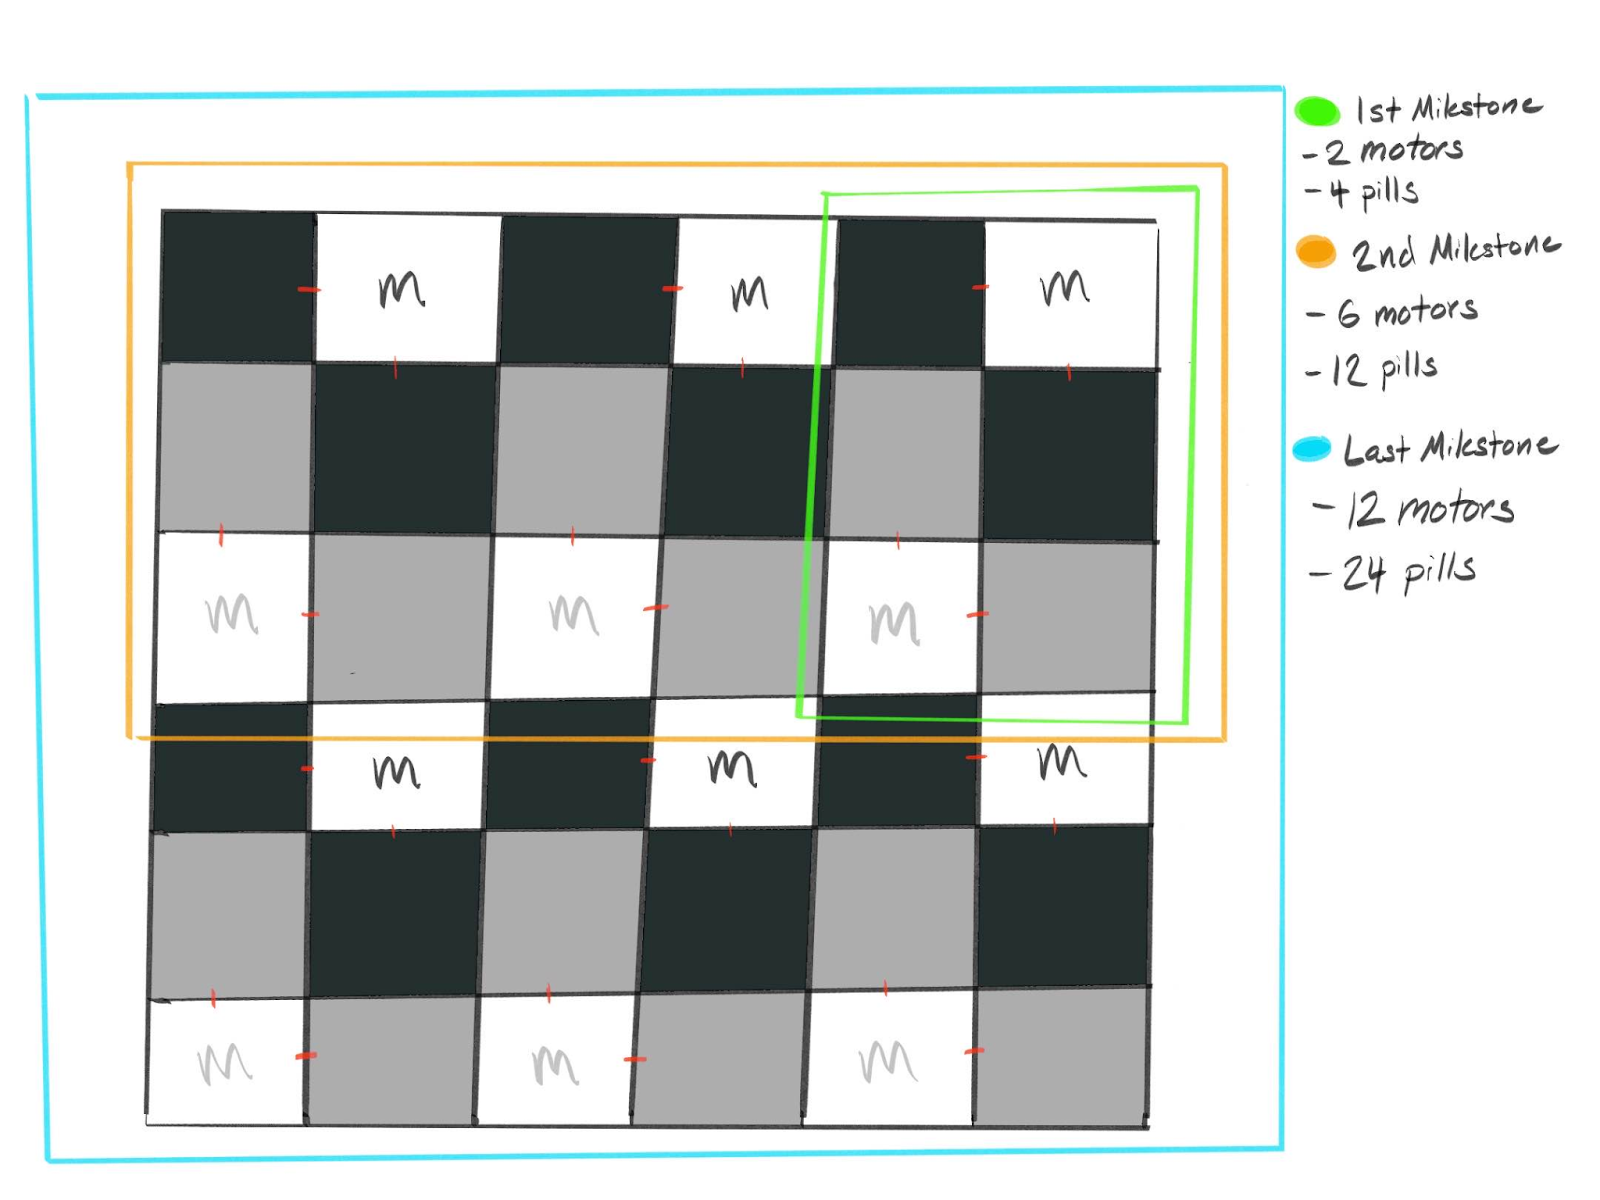 m m m
m m m
m m m
m m m
1st Milestone
- 2 motors
- 4 pills
2nd Milestone
- 6 motors
- 12 pills
Last Milestone
- 12 motors
- 24 pills